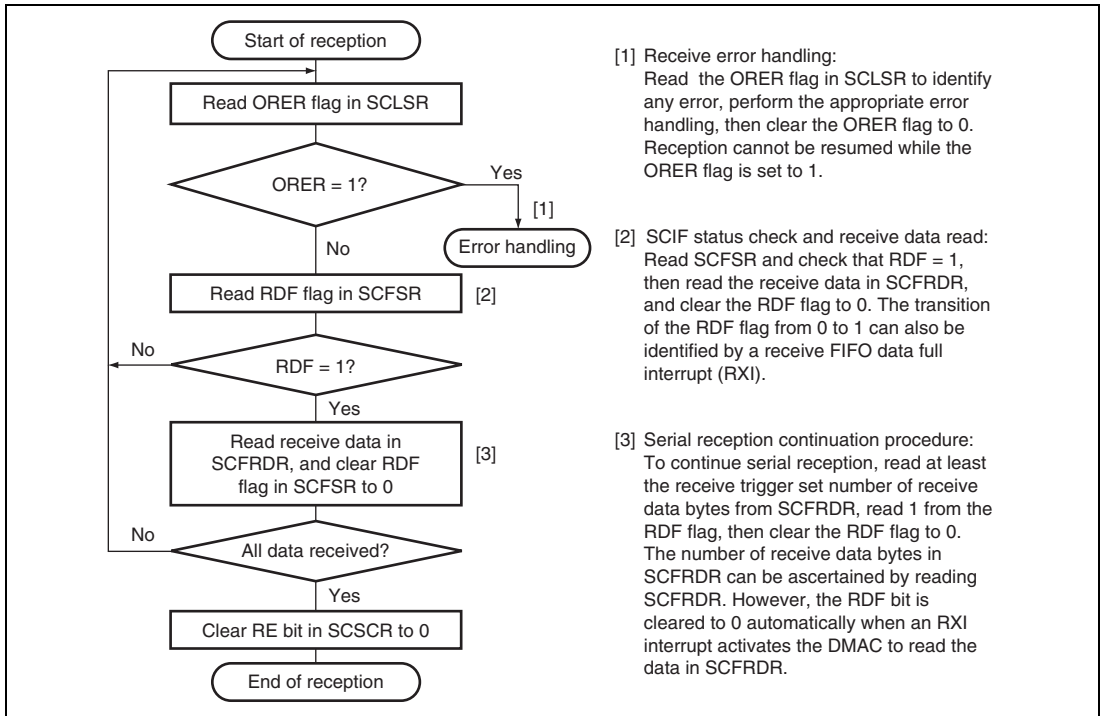 Start of reception
Read ORER flag in SCLSR
ORER = 1?
Yes
[1]
Error handling
No
Read RDF flag in SCFSR
[2]
No
RDF = 1?
Yes
Read receive data in
SCFRDR, and clear RDF
flag in SCFSR to 0
[3]
No
All data received?
Yes
Clear RE bit in SCSCR to 0
End of reception
[1] Receive error handling:
Read the ORER flag in SCLSR to identify
any error, perform the appropriate error
handling, then clear the ORER flag to 0.
Reception cannot be resumed while the
ORER flag is set to 1.
[2] SCIF status check and receive data read:
Read SCFSR and check that RDF = 1,
then read the receive data in SCFRDR,
and clear the RDF flag to 0. The transition
of the RDF flag from 0 to 1 can also be
identified by a receive FIFO data full
interrupt (RXI).
[3] Serial reception continuation procedure:
To continue serial reception, read at least
the receive trigger set number of receive
data bytes from SCFRDR, read 1 from the
RDF flag, then clear the RDF flag to 0.
The number of receive data bytes in
SCFRDR can be ascertained by reading
SCFRDR. However, the RDF bit is
cleared to 0 automatically when an RXI
interrupt activates the DMAC to read the
data in SCFRDR.